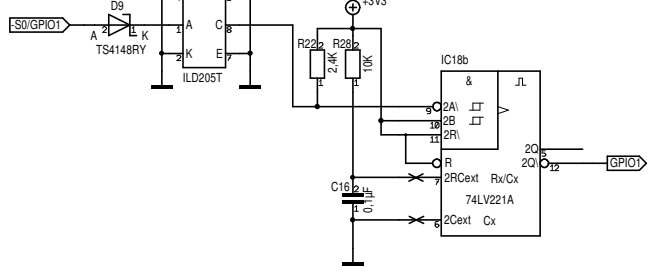 +3V3
D9
-S0/GPIO1
A 2 1 K
TS4148RY
1 A C 8
2 K E 7
ILD205T
R22 2
2,4K
1
R28 2
10K
1
IC18b
&
9 2A\
10 2B
11 2R\
R
7 2RCext Rx/Cx
74LV221A
6 2Cext Cx
2Q 5
2Q\ 12
GPIO1
C16 2
0,1µF
1